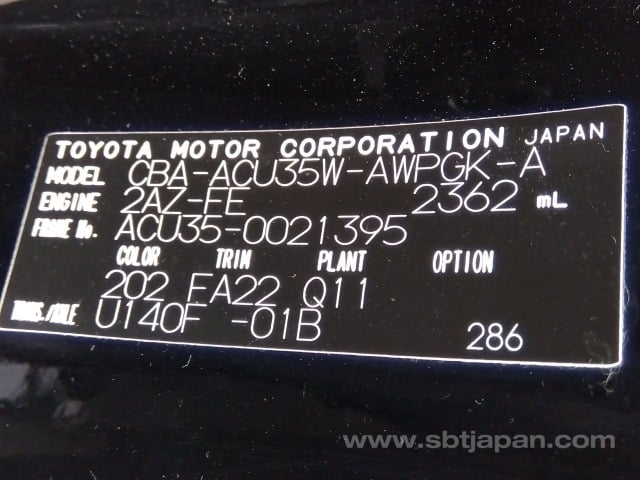 TOYOTA MOTOR CORPORATION JAPAN
MODEL CBA-ACU35W-AWPGK-A
ENGINE 2AZ-FE 2362 mL
FRAME No. ACU35-0021395
COLOR TRIM PLANT OPTION
202 FA22 Q11
TRANS./AXLE U140F -01B 286
www.sbtjapan.com